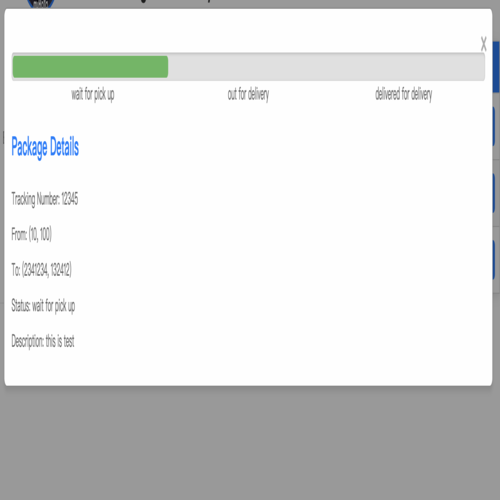 X
wait for pick up out for delivery delivered for delivery
Package Details
Tracking Number: 12345
From: (10, 100)
To: (2341234, 132412)
Status: wait for pick up
Description: this is test